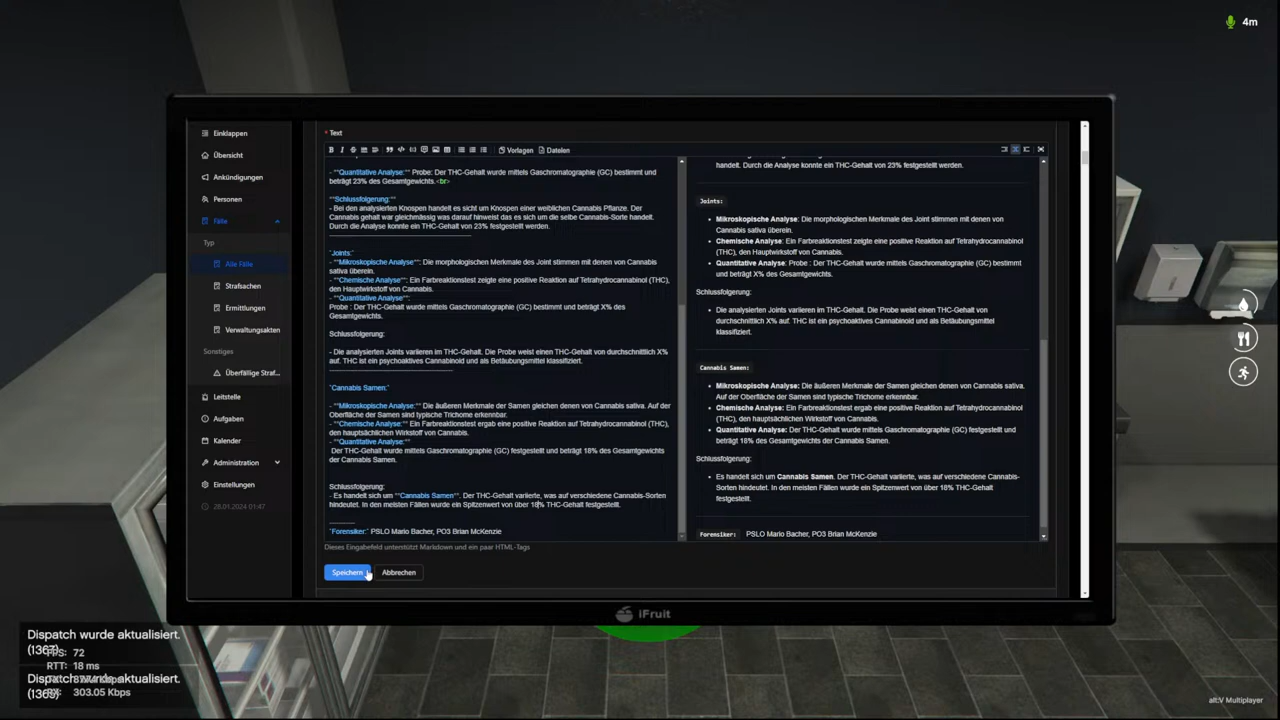 4m
Einklappen
Übersicht
Ankündigungen
Personen
Fälle
Typ
Alle Fälle
Strafsachen
Ermittlungen
Verwaltungsakten
Sonstiges
Überfällige Straf...
Leitstelle
Aufgaben
Kalender
Administration
Einstellungen
28.01.2024 01:47
* Text
Vorlagen Dateien
- **Quantitative Analyse:** Probe: Der THC-Gehalt wurde mittels Gaschromatographie (GC) bestimmt und
beträgt 23% des Gesamtgewichts.<br>
**Schlussfolgerung:**
- Bei den analysierten Knospen handelt es sich um Knospen einer weiblichen Cannabis Pflanze. Der
Cannabis gehalt war gleichmässig was darauf hinweist das es sich um die selbe Cannabis-Sorte handelt.
Durch die Analyse konnte ein THC-Gehalt von 23% festgestellt werden.
`Joints:`
- **Mikroskopische Analyse**: Die morphologischen Merkmale des Joint stimmen mit denen von Cannabis
sativa überein.
- **Chemische Analyse**: Ein Farbreaktionstest zeigte eine positive Reaktion auf Tetrahydrocannabinol (THC),
den Hauptwirkstoff von Cannabis.
- **Quantitative Analyse**:
Probe : Der THC-Gehalt wurde mittels Gaschromatographie (GC) bestimmt und beträgt X% des
Gesamtgewichts.
Schlussfolgerung:
- Die analysierten Joints variieren im THC-Gehalt. Die Probe weist einen THC-Gehalt von durchschnittlich X%
auf. THC ist ein psychoaktives Cannabinoid und als Betäubungsmittel klassifiziert.
`Cannabis Samen:`
- **Mikroskopische Analyse:** Die äußeren Merkmale der Samen gleichen denen von Cannabis sativa. Auf der
Oberfläche der Samen sind typische Trichome erkennbar.
- **Chemische Analyse:** Ein Farbreaktionstest ergab eine positive Reaktion auf Tetrahydrocannabinol (THC),
den hauptsächlichen Wirkstoff von Cannabis.
- **Quantitative Analyse:**
Der THC-Gehalt wurde mittels Gaschromatographie (GC) festgestellt und beträgt 18% des Gesamtgewichts
der Cannabis Samen.
Schlussfolgerung:
- Es handelt sich um **Cannabis Samen**. Der THC-Gehalt variierte, was auf verschiedene Cannabis-Sorten
hindeutet. In den meisten Fällen wurde ein Spitzenwert von über 18% THC-Gehalt festgestellt.
`Forensiker:` PSLO Mario Bacher, PO3 Brian McKenzie
handelt. Durch die Analyse konnte ein THC-Gehalt von 23% festgestellt werden.
Joints:
Mikroskopische Analyse: Die morphologischen Merkmale des Joint stimmen mit denen von
Cannabis sativa überein.
Chemische Analyse: Ein Farbreaktionstest zeigte eine positive Reaktion auf Tetrahydrocannabinol
(THC), den Hauptwirkstoff von Cannabis.
Quantitative Analyse: Probe : Der THC-Gehalt wurde mittels Gaschromatographie (GC) bestimmt
und beträgt X% des Gesamtgewichts.
Schlussfolgerung:
Die analysierten Joints variieren im THC-Gehalt. Die Probe weist einen THC-Gehalt von
durchschnittlich X% auf. THC ist ein psychoaktives Cannabinoid und als Betäubungsmittel
klassifiziert.
Cannabis Samen:
Mikroskopische Analyse: Die äußeren Merkmale der Samen gleichen denen von Cannabis sativa.
Auf der Oberfläche der Samen sind typische Trichome erkennbar.
Chemische Analyse: Ein Farbreaktionstest ergab eine positive Reaktion auf Tetrahydrocannabinol
(THC), den hauptsächlichen Wirkstoff von Cannabis.
Quantitative Analyse: Der THC-Gehalt wurde mittels Gaschromatographie (GC) festgestellt und
beträgt 18% des Gesamtgewichts der Cannabis Samen.
Schlussfolgerung:
Es handelt sich um Cannabis Samen. Der THC-Gehalt variierte, was auf verschiedene Cannabis-
Sorten hindeutet. In den meisten Fällen wurde ein Spitzenwert von über 18% THC-Gehalt
festgestellt.
Forensiker: PSLO Mario Bacher, PO3 Brian McKenzie
Dieses Eingabefeld unterstützt Markdown und ein paar HTML-Tags
Speichern Abbrechen
iFruit
Dispatch wurde aktualisiert.
FPS: 72
RTT: 18 ms
Dispatch wurde aktualisiert.
303.05 Kbps
alt:V Multiplayer